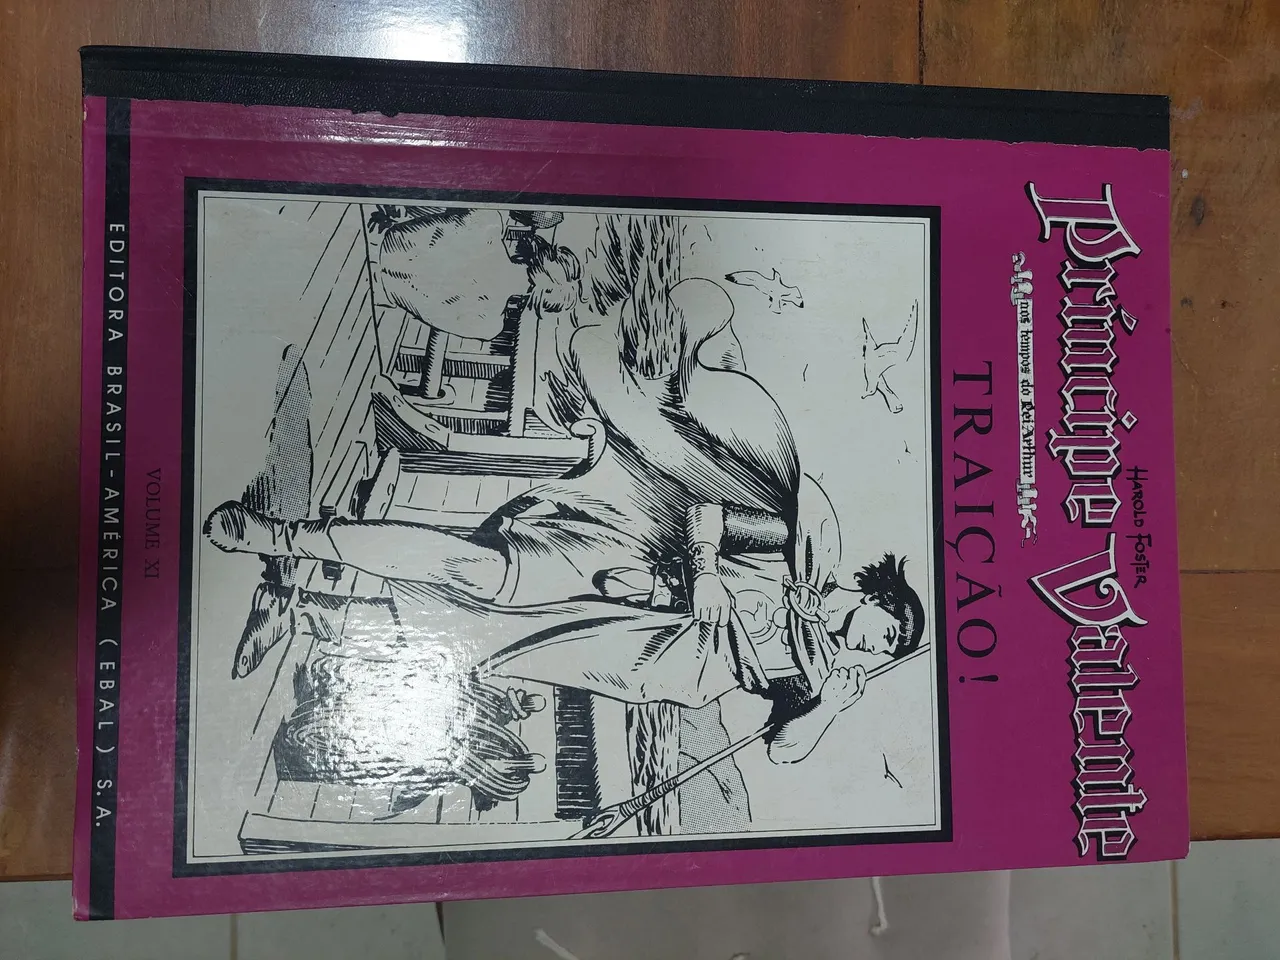 HAROLD FOSTER
Príncipe Valente
nos tempos do Rei Arthur
TRAIÇÃO!
VOLUME XI
EDITORA BRASIL-AMÉRICA (EBAL) S.A.